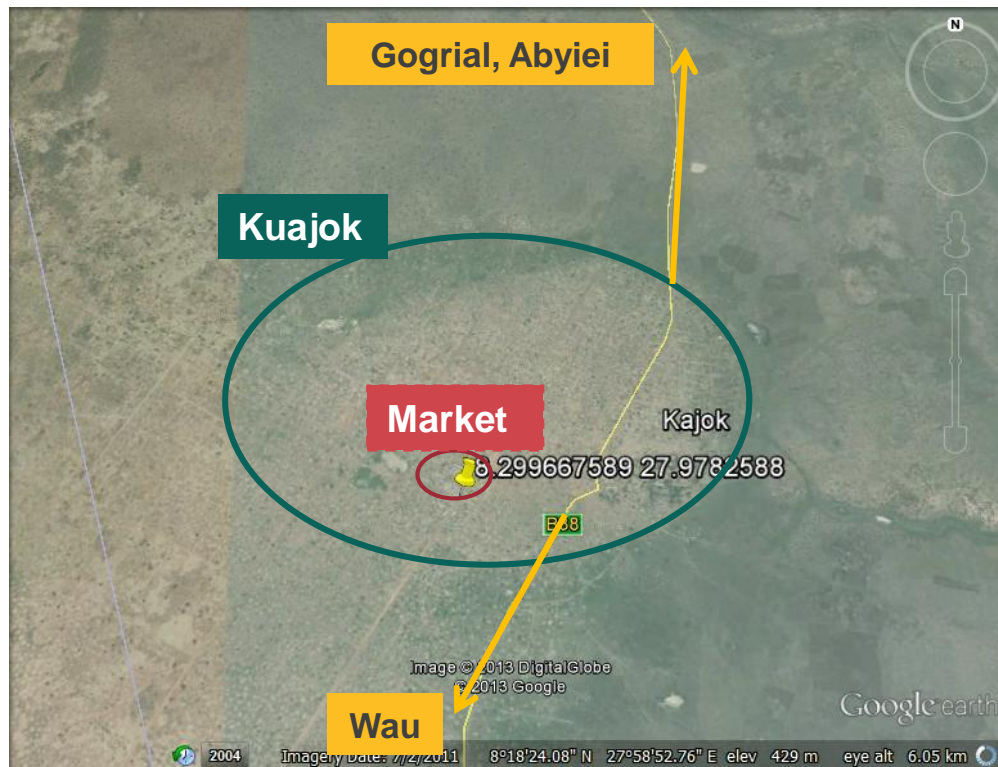 N
Gogrial, Abyiei
Kuajok
Market
Kajok
8.299667589 27.9782588
B38
Image © 2013 DigitalGlobe
© 2013 Google
Google earth
Wau
2004 Imagery Date: 7/2/2011 8°18'24.08" N 27°58'52.76" E elev 429 m eye alt 6.05 km